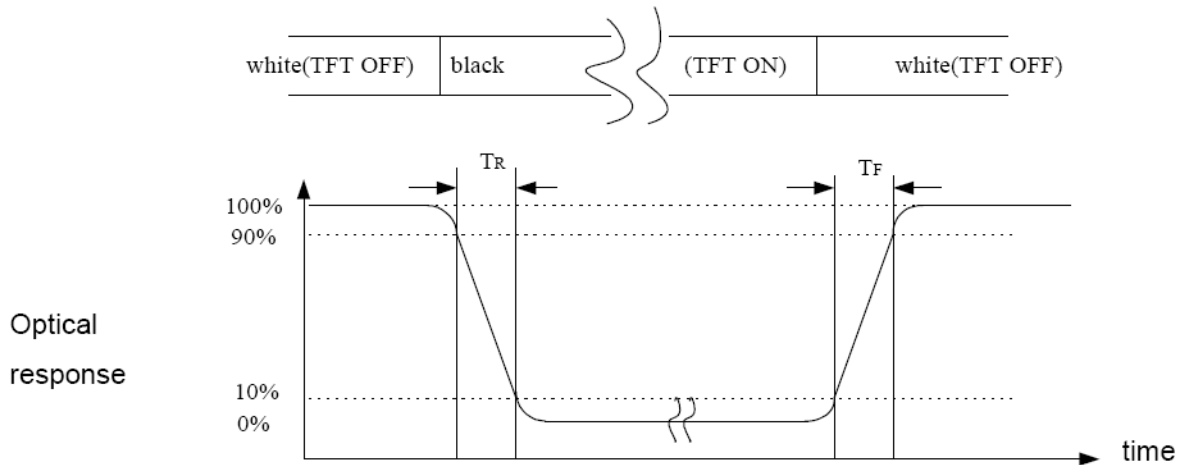 white(TFT OFF) black (TFT ON) white(TFT OFF)
TR TF
100%
90%
Optical
response
10%
0%
time